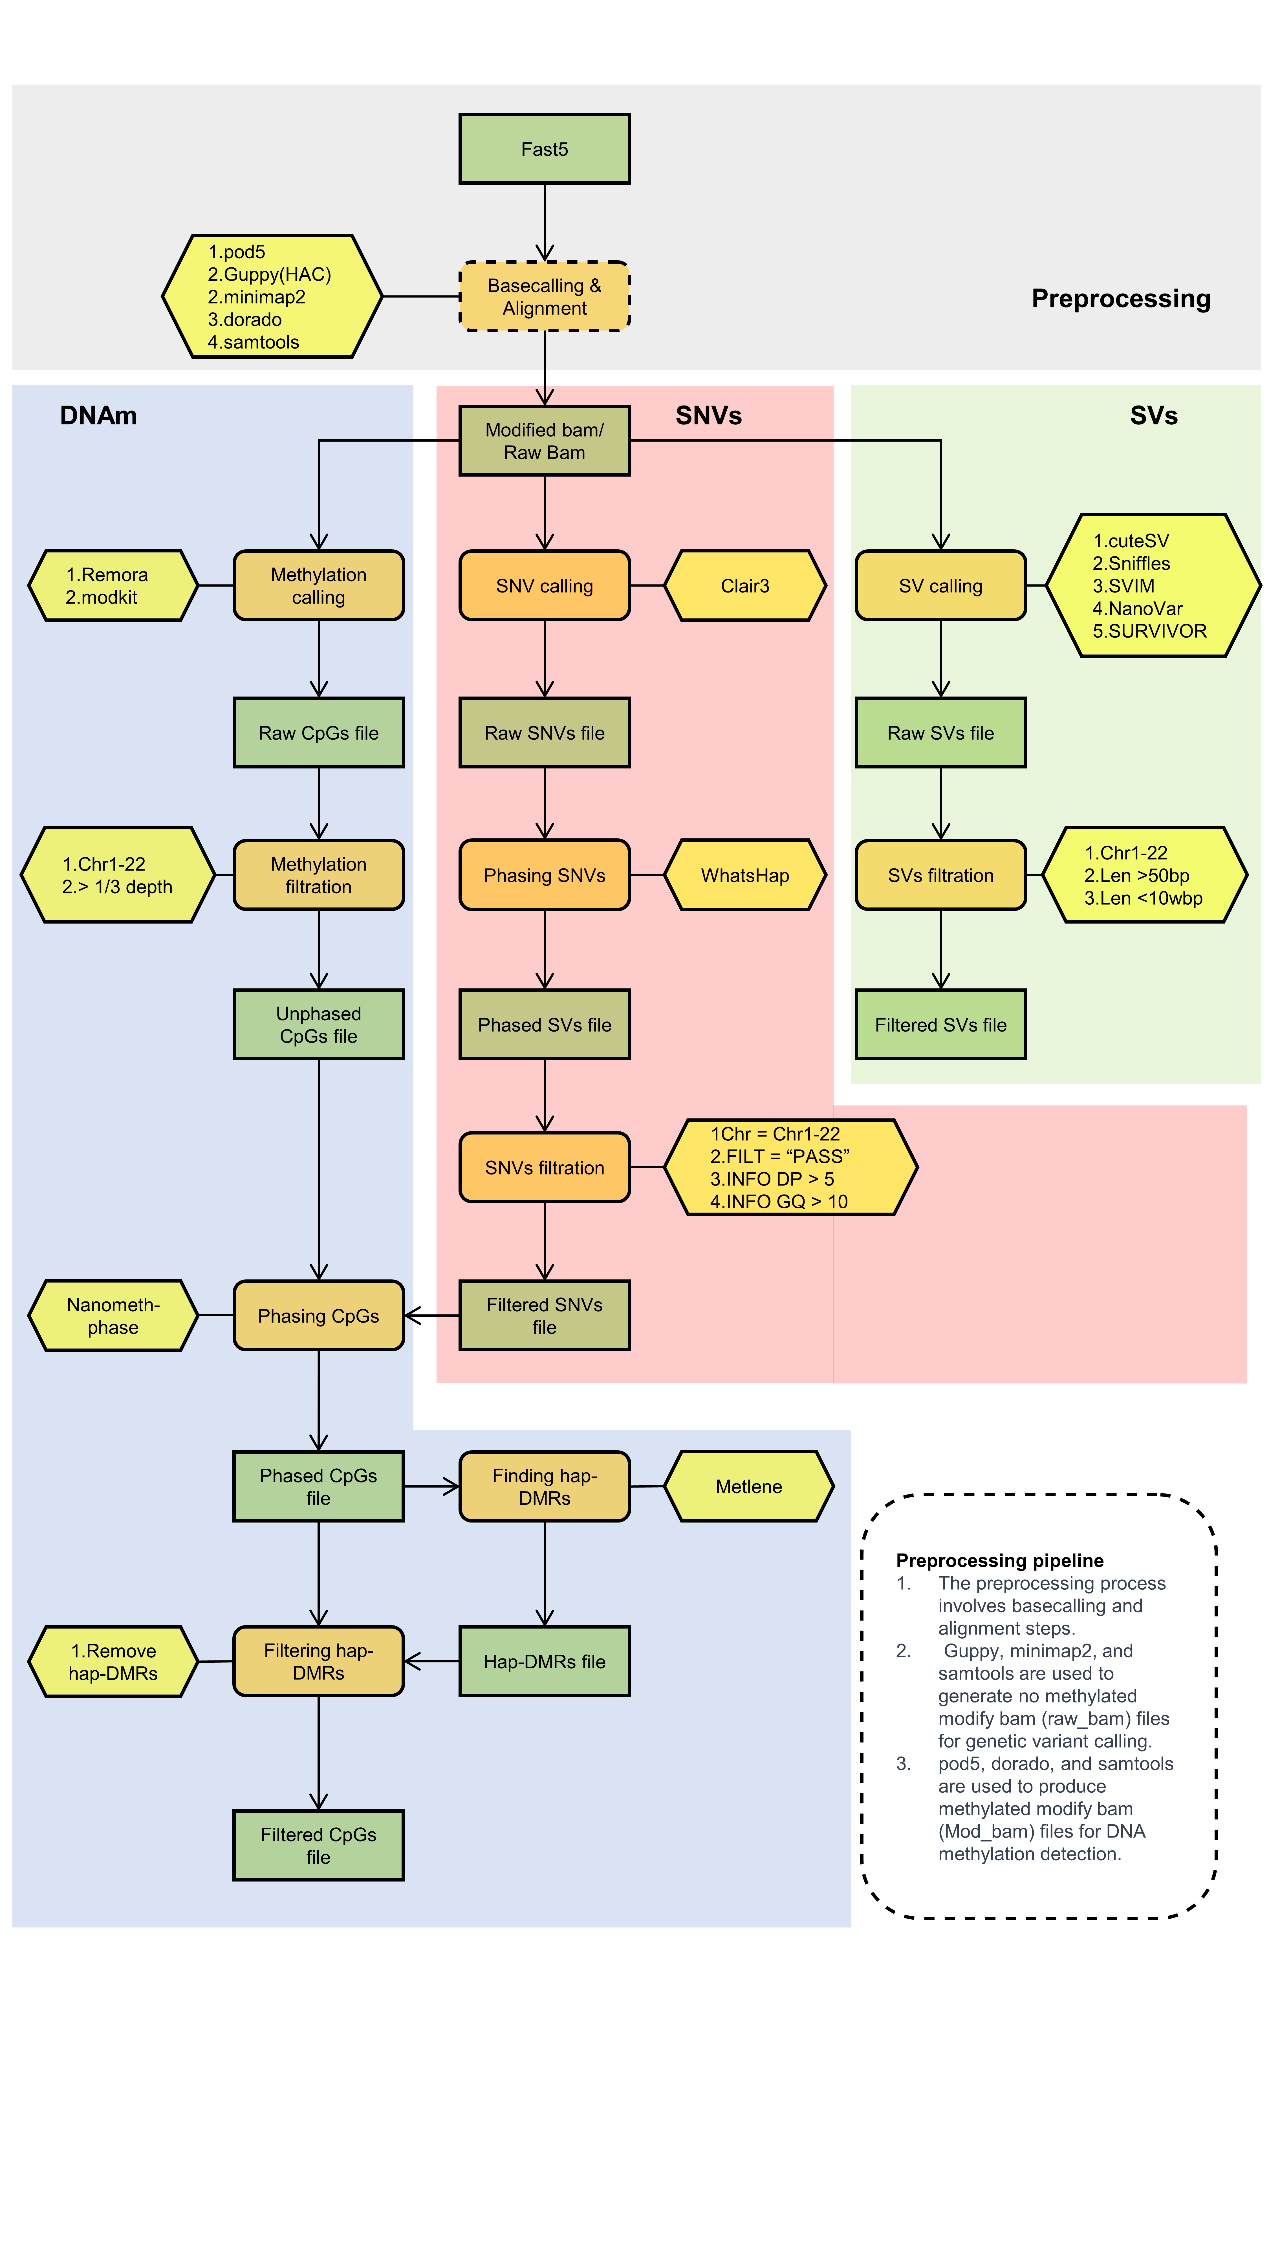 Fast5
1.pod5
2.Guppy(HAC)
2.minimap2
3.dorado
4.samtools
Basecalling &
Alignment
Preprocessing
DNAm
SNVs
SVs
Modified bam/
Raw Bam
1.Remora
2.modkit
Methylation
calling
SNV calling
Clair3
SV calling
1.cuteSV
2.Sniffles
3.SVIM
4.NanoVar
5.SURVIVOR
Raw CpGs file
Raw SNVs file
Raw SVs file
1.Chr1-22
2.> 1/3 depth
Methylation
filtration
Phasing SNVs
WhatsHap
SVs filtration
1.Chr1-22
2.Len >50bp
3.Len <10wbp
Unphased
CpGs file
Phased SVs file
Filtered SVs file
SNVs filtration
1Chr = Chr1-22
2.FILT = “PASS”
3.INFO DP > 5
4.INFO GQ > 10
Nanometh-
phase
Phasing CpGs
Filtered SNVs
file
Phased CpGs
file
Finding hap-
DMRs
Metlene
1.Remove
hap-DMRs
Filtering hap-
DMRs
Hap-DMRs file
Filtered CpGs
file
Preprocessing pipeline
1. The preprocessing process
involves basecalling and
alignment steps.
2. Guppy, minimap2, and
samtools are used to
generate no methylated
modify bam (raw_bam) files
for genetic variant calling.
3. pod5, dorado, and samtools
are used to produce
methylated modify bam
(Mod_bam) files for DNA
methylation detection.